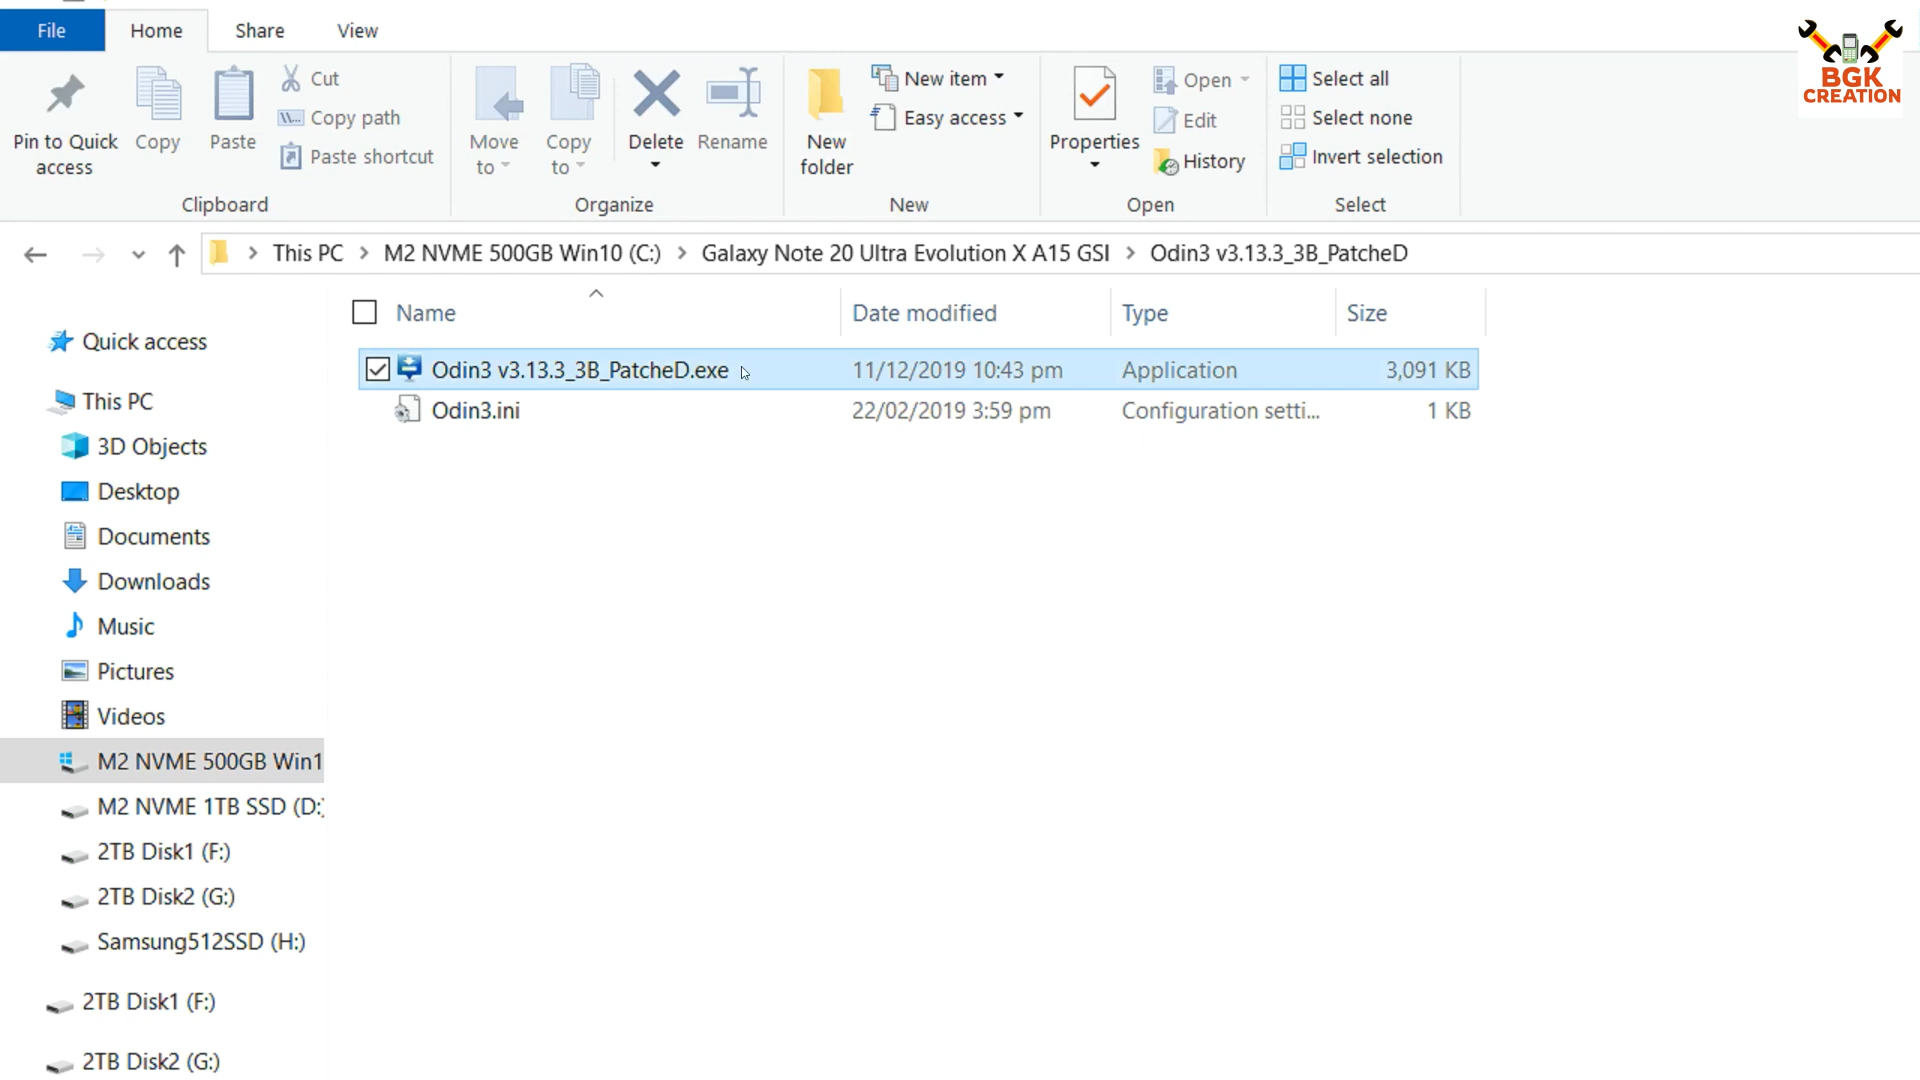 File Home Share View
Pin to Quick access
Copy
Paste
Cut
Copy path
Paste shortcut
Clipboard
Move to
Copy to
Delete
Rename
Organize
New folder
New item
Easy access
New
Properties
Open
Edit
History
Open
Select all
Select none
Invert selection
Select
BGK
CREATION
This PC M2 NVME 500GB Win10 (C:) Galaxy Note 20 Ultra Evolution X A15 GSI Odin3 v3.13.3_3B_PatcheD
Name Date modified Type Size
Odin3 v3.13.3_3B_PatcheD.exe 11/12/2019 10:43 pm Application 3,091 KB
Odin3.ini 22/02/2019 3:59 pm Configuration setti... 1 KB
Quick access
This PC
3D Objects
Desktop
Documents
Downloads
Music
Pictures
Videos
M2 NVME 500GB Win1
M2 NVME 1TB SSD (D:)
2TB Disk1 (F:)
2TB Disk2 (G:)
Samsung512SSD (H:)
2TB Disk1 (F:)
2TB Disk2 (G:)